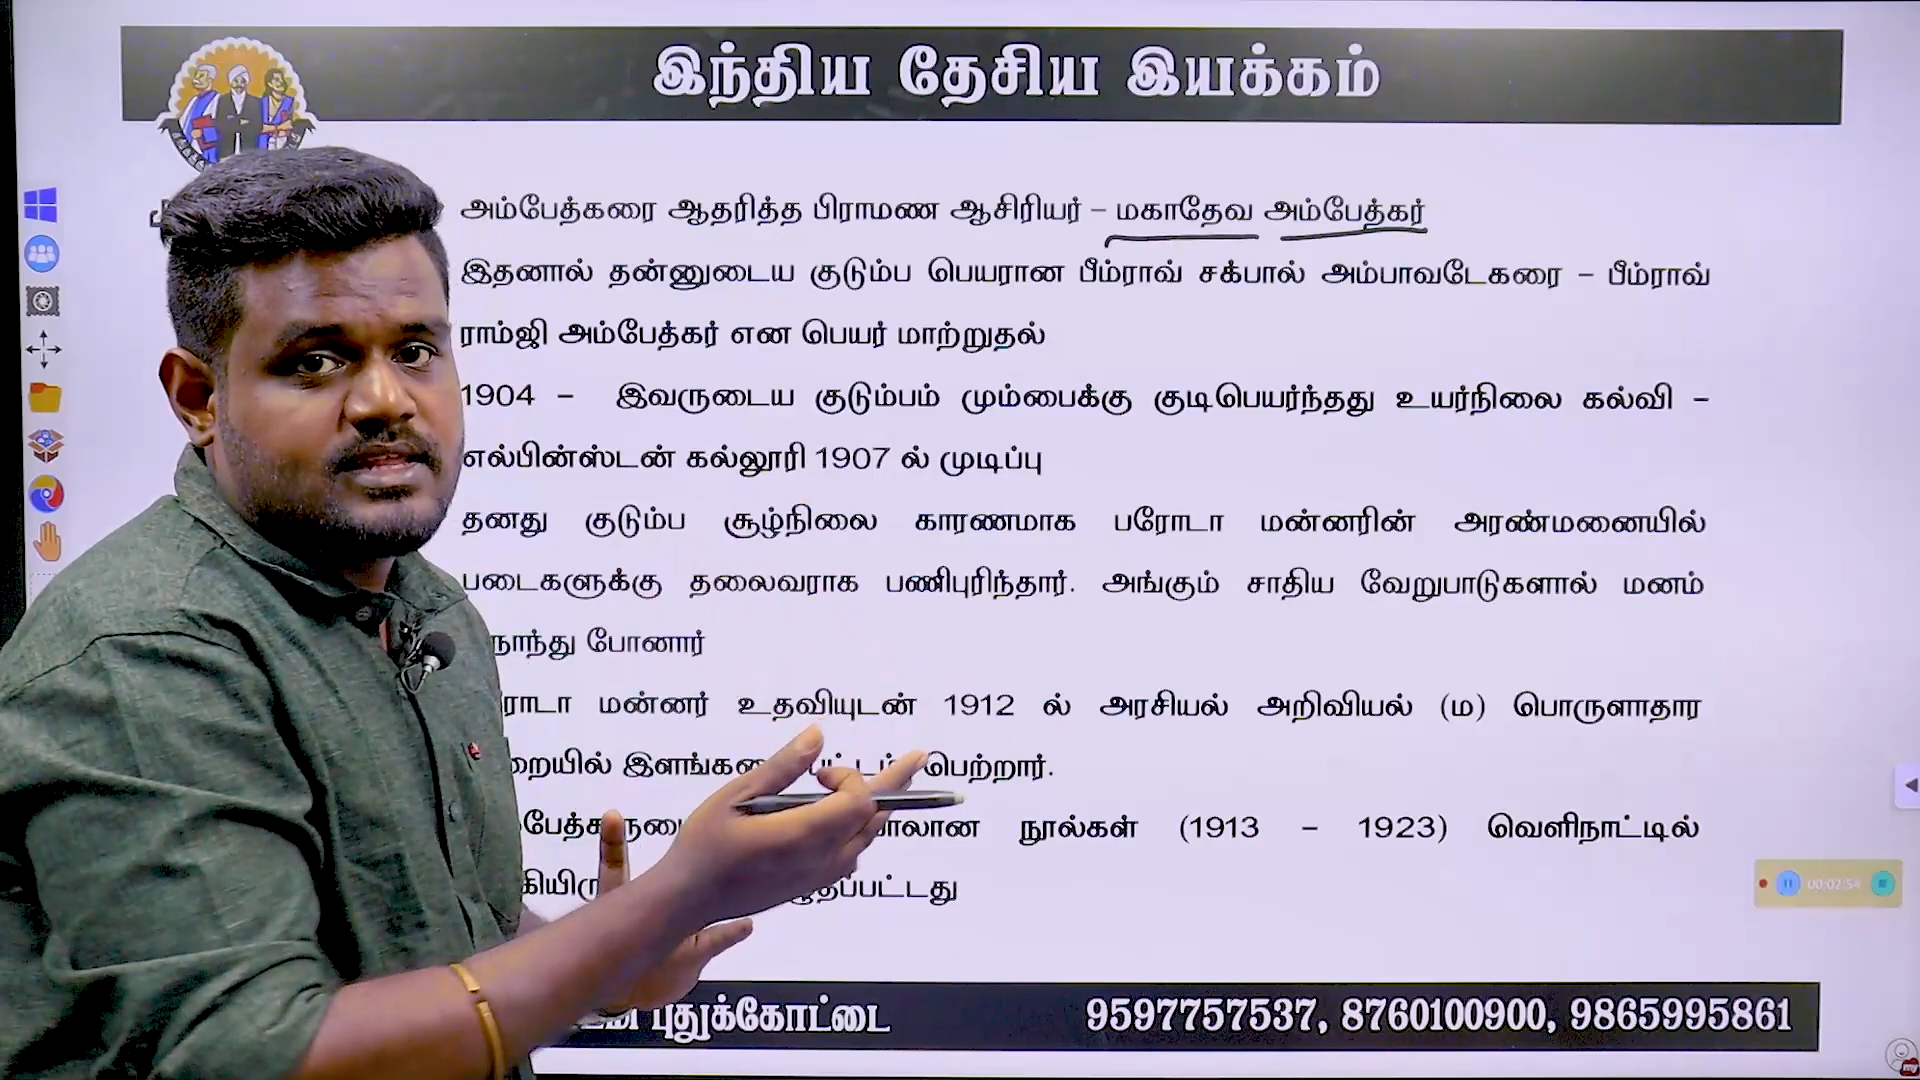 இந்திய தேசிய இயக்கம்
அம்பேத்கரை ஆதரித்த பிராமண ஆசிரியர் – மகாதேவ அம்பேத்கர்
இதனால் தன்னுடைய குடும்ப பெயரான பீம்ராவ் சக்பால் அம்பாவடேகரை – பீம்ராவ்
ராம்ஜி அம்பேத்கர் என பெயர் மாற்றுதல்
1904 – இவருடைய குடும்பம் மும்பைக்கு குடிபெயர்ந்தது உயர்நிலை கல்வி –
எல்பின்ஸ்டன் கல்லூரி 1907 ல் முடிப்பு
தனது குடும்ப சூழ்நிலை காரணமாக பரோடா மன்னரின் அரண்மனையில்
படைகளுக்கு தலைவராக பணிபுரிந்தார். அங்கும் சாதிய வேறுபாடுகளால் மனம்
நொந்து போனார்
மன்னர் உதவியுடன் 1912 ல் அரசியல் அறிவியல் (ம) பொருளாதார
பெற்றார்.
நூல்கள் (1913 – 1923) வெளிநாட்டில்
புதுக்கோட்டை 9597757537, 8760100900, 9865995861
00:02:54